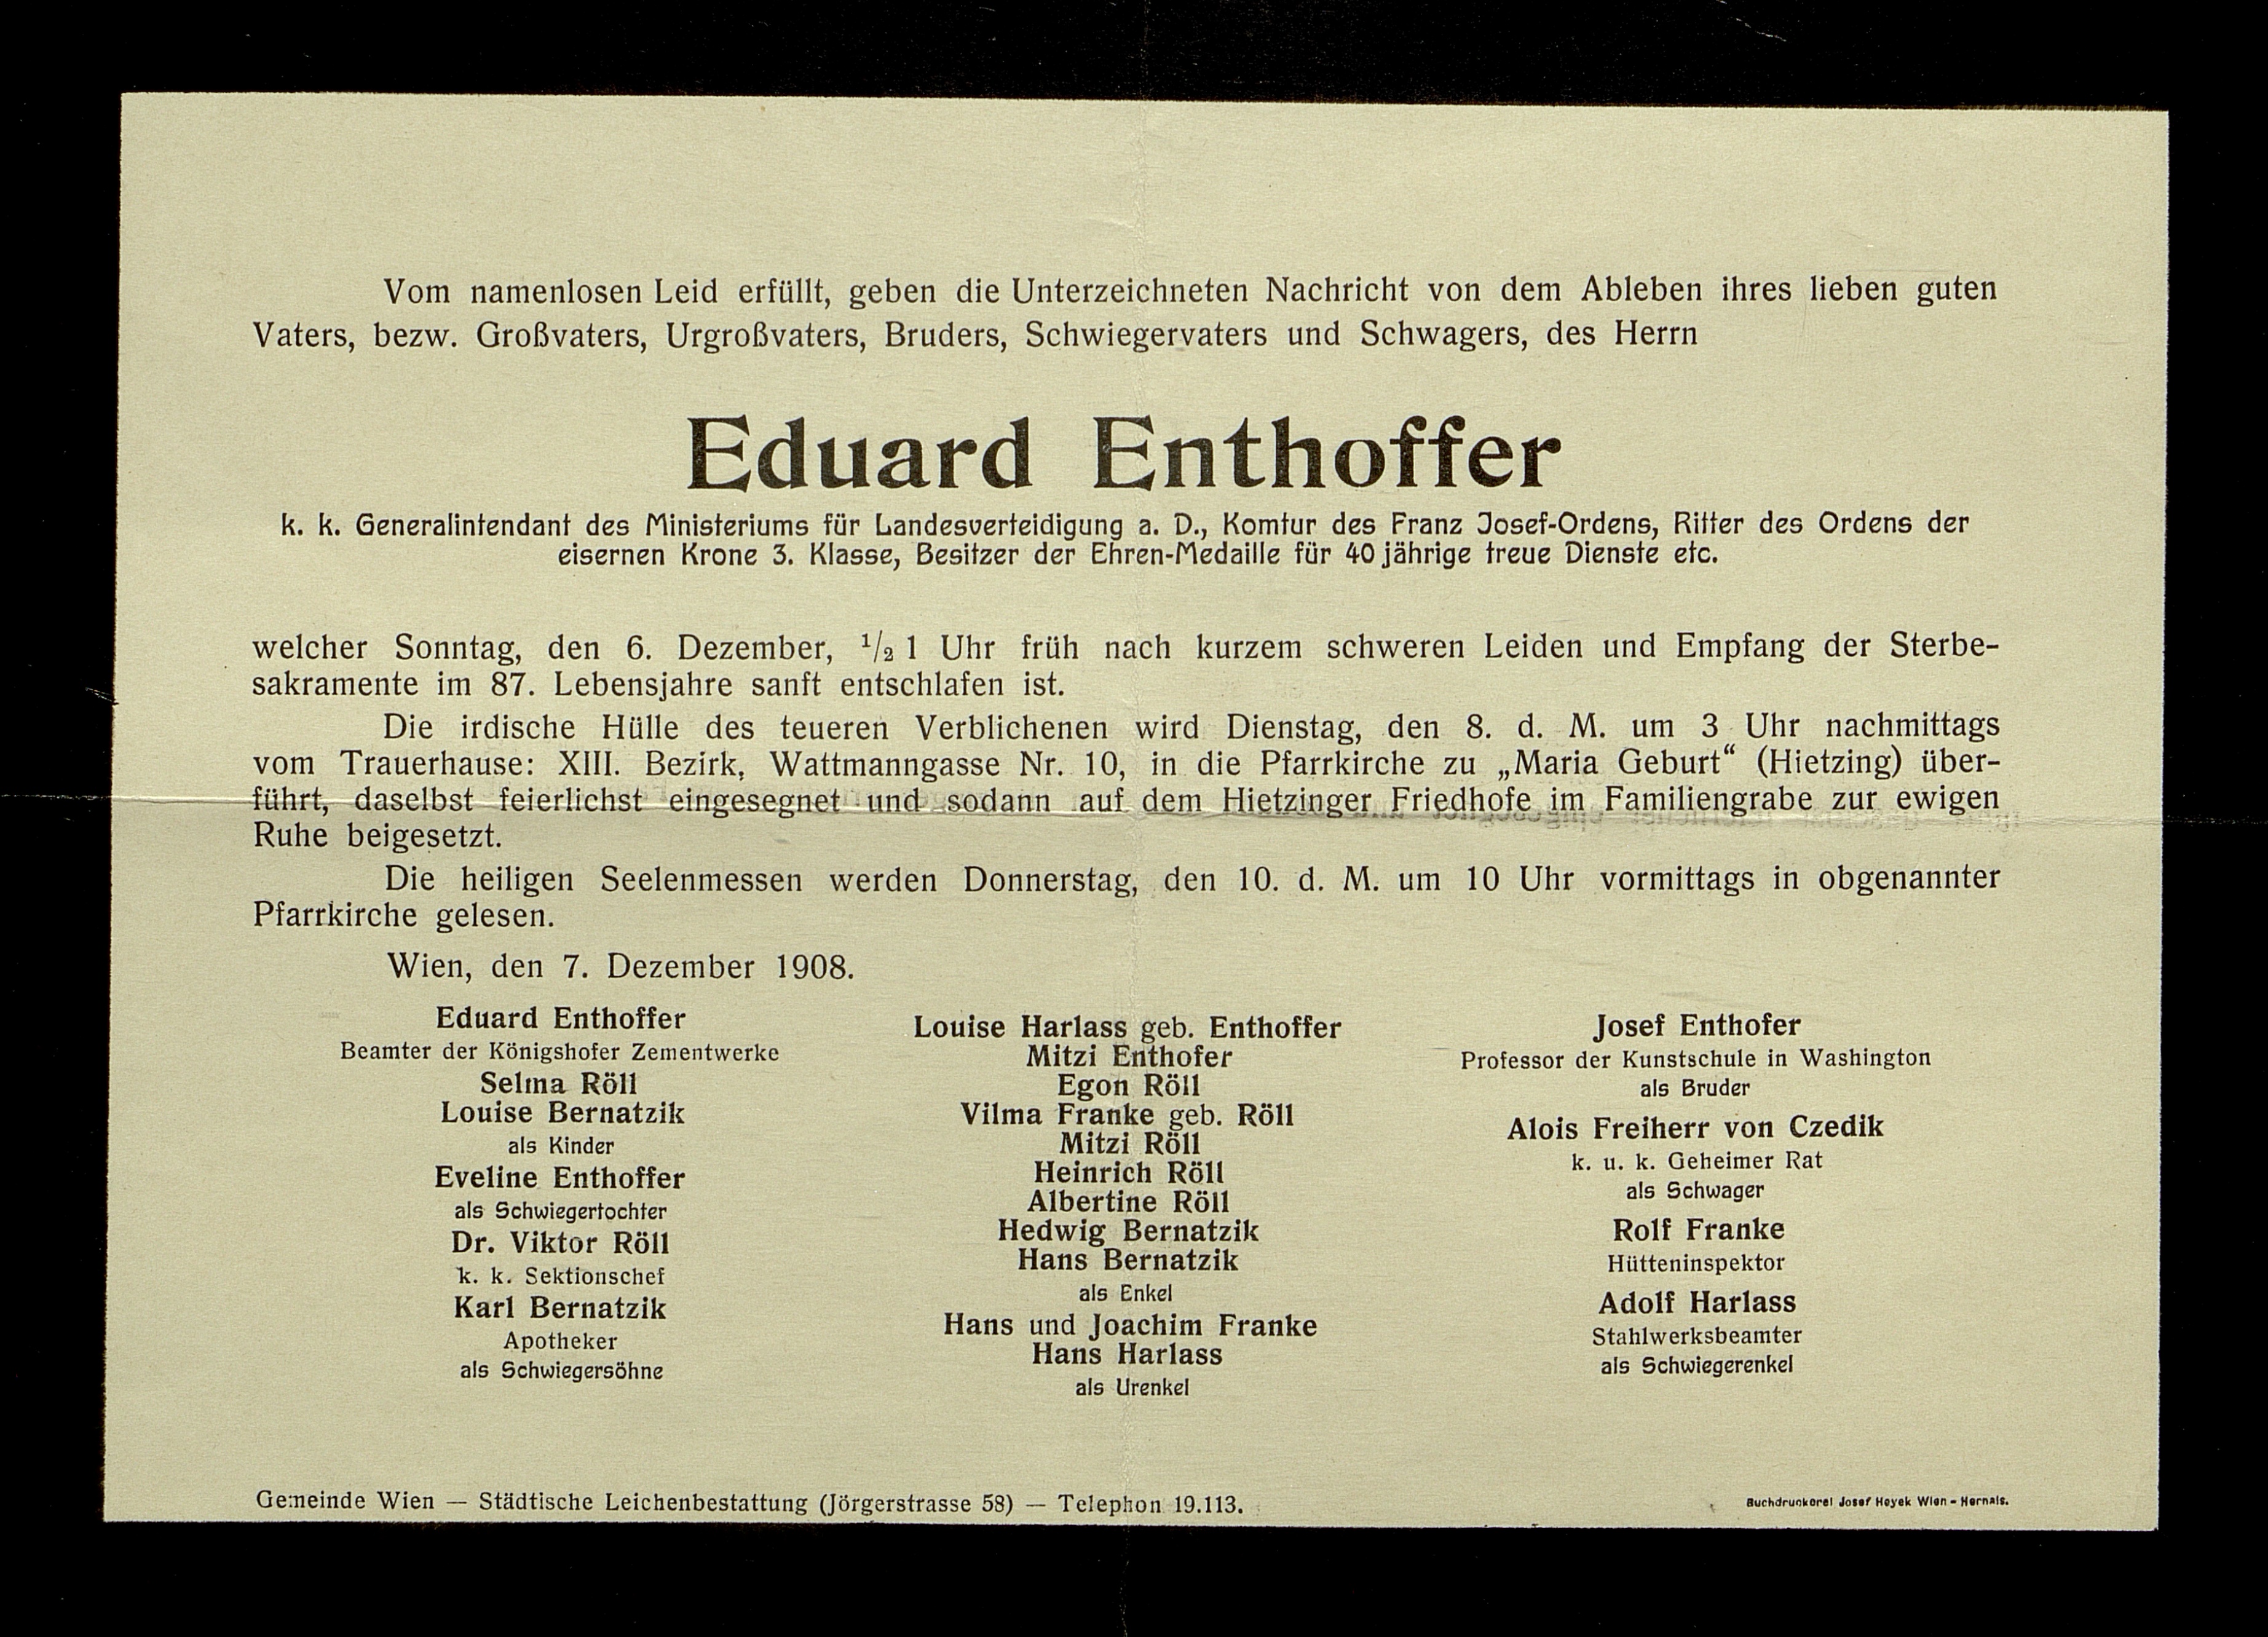 Vom namenlosen Leid erfüllt, geben die Unterzeichneten Nachricht von dem Ableben ihres lieben guten
Vaters, bezw. Großvaters, Urgroßvaters, Bruders, Schwiegervaters und Schwagers, des Herrn
Eduard Enthoffer
k. k. Generalintendant des Ministeriums für Landesverteidigung a. D., Komtur des Franz Josef-Ordens, Ritter des Ordens der
eisernen Krone 3. Klasse, Besitzer der Ehren-Medaille für 40 jährige treue Dienste etc.
welcher Sonntag, den 6. Dezember, 1/2 1 Uhr früh nach kurzem schweren Leiden und Empfang der Sterbe-
sakramente im 87. Lebensjahre sanft entschlafen ist.
Die irdische Hülle des teueren Verblichenen wird Dienstag, den 8. d. M. um 3 Uhr nachmittags
vom Trauerhause: XIII. Bezirk, Wattmanngasse Nr. 10, in die Pfarrkirche zu „Maria Geburt“ (Hietzing) über-
führt, daselbst feierlichst eingesegnet und sodann auf dem Hietzinger Friedhofe im Familiengrabe zur ewigen
Ruhe beigesetzt.
Die heiligen Seelenmessen werden Donnerstag, den 10. d. M. um 10 Uhr vormittags in obgenannter
Pfarrkirche gelesen.
Wien, den 7. Dezember 1908.
Eduard Enthoffer
Beamter der Königshofer Zementwerke
Selma Röll
Louise Bernatzik
als Kinder
Eveline Enthoffer
als Schwiegertochter
Dr. Viktor Röll
k. k. Sektionschef
Karl Bernatzik
Apotheker
als Schwiegersöhne
Louise Harlass geb. Enthoffer
Mitzi Enthofer
Egon Röll
Vilma Franke geb. Röll
Mitzi Röll
Heinrich Röll
Albertine Röll
Hedwig Bernatzik
Hans Bernatzik
als Enkel
Hans und Joachim Franke
Hans Harlass
als Urenkel
Josef Enthofer
Professor der Kunstschule in Washington
als Bruder
Alois Freiherr von Czedik
k. u. k. Geheimer Rat
als Schwager
Rolf Franke
Hütteninspektor
Adolf Harlass
Stahlwerksbeamter
als Schwiegerenkel
Gemeinde Wien — Städtische Leichenbestattung (Jörgerstrasse 58) — Telephon 19.113.
Buchdruckerei Josef Heyek Wien - Hernals.